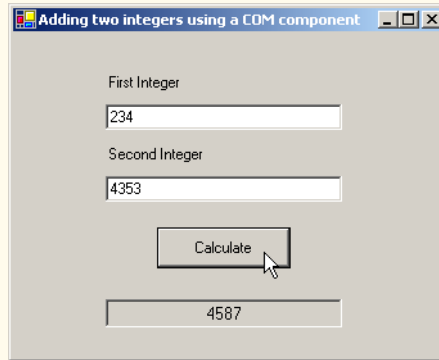 Adding two integers using a COM component
First Integer
234
Second Integer
4353
Calculate
4587